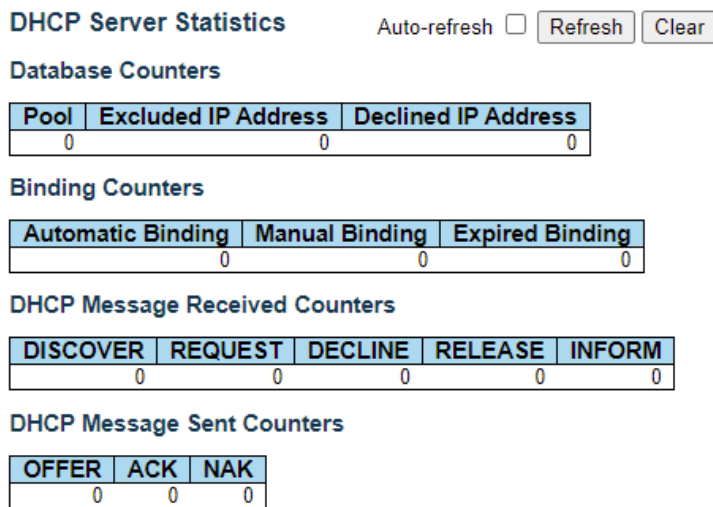 DHCP Server Statistics Auto-refresh Refresh Clear
Database Counters
Pool Excluded IP Address Declined IP Address
0 0 0
Binding Counters
Automatic Binding Manual Binding Expired Binding
0 0 0
DHCP Message Received Counters
DISCOVER REQUEST DECLINE RELEASE INFORM
0 0 0 0 0
DHCP Message Sent Counters
OFFER ACK NAK
0 0 0